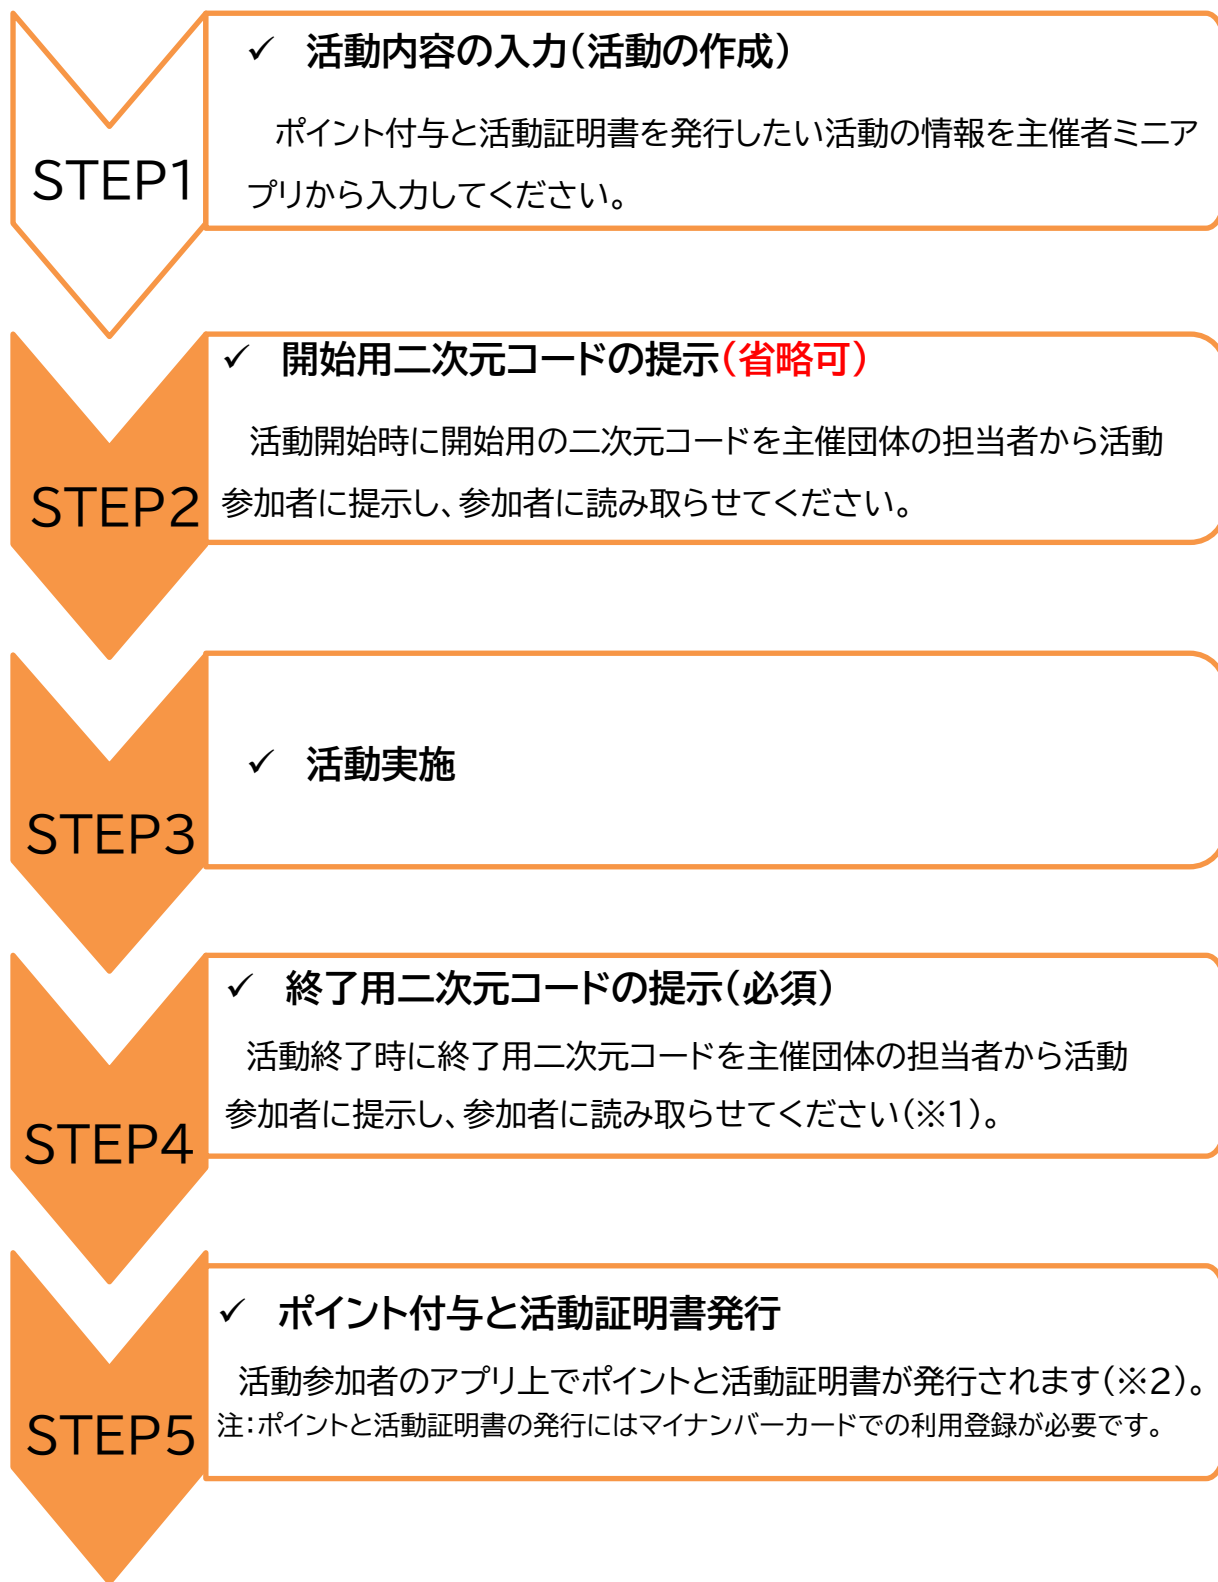 ✓ 活動内容の入力(活動の作成)
ポイント付与と活動証明書を発行したい活動の情報を主催者ミニア
プリから入力してください。
STEP1
✓ 開始用二次元コードの提示(省略可)
活動開始時に開始用の二次元コードを主催団体の担当者から活動
参加者に提示し、参加者に読み取らせてください。
STEP2
✓ 活動実施
STEP3
✓ 終了用二次元コードの提示(必須)
活動終了時に終了用二次元コードを主催団体の担当者から活動
参加者に提示し、参加者に読み取らせてください(※1)。
STEP4
✓ ポイント付与と活動証明書発行
活動参加者のアプリ上でポイントと活動証明書が発行されます(※2)。
注:ポイントと活動証明書の発行にはマイナンバーカードでの利用登録が必要です。
STEP5